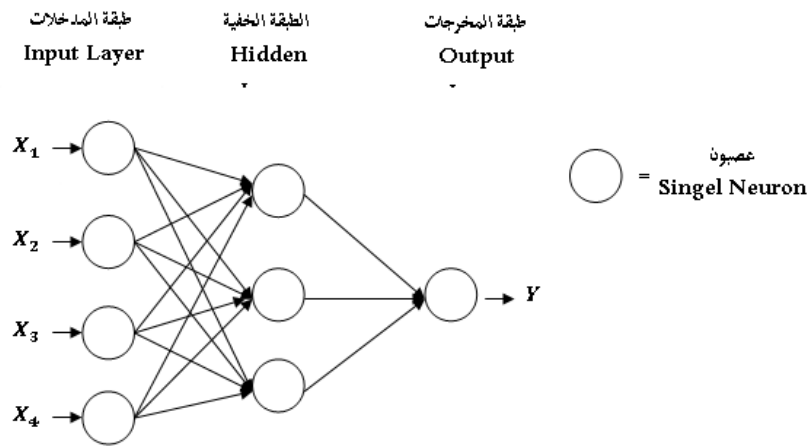 طبقة المدخلات
Input Layer
الطبقة الخفية
Hidden
طبقة المخرجات
Output
X1
X2
X3
X4
Y
عصبون
= Singel Neuron